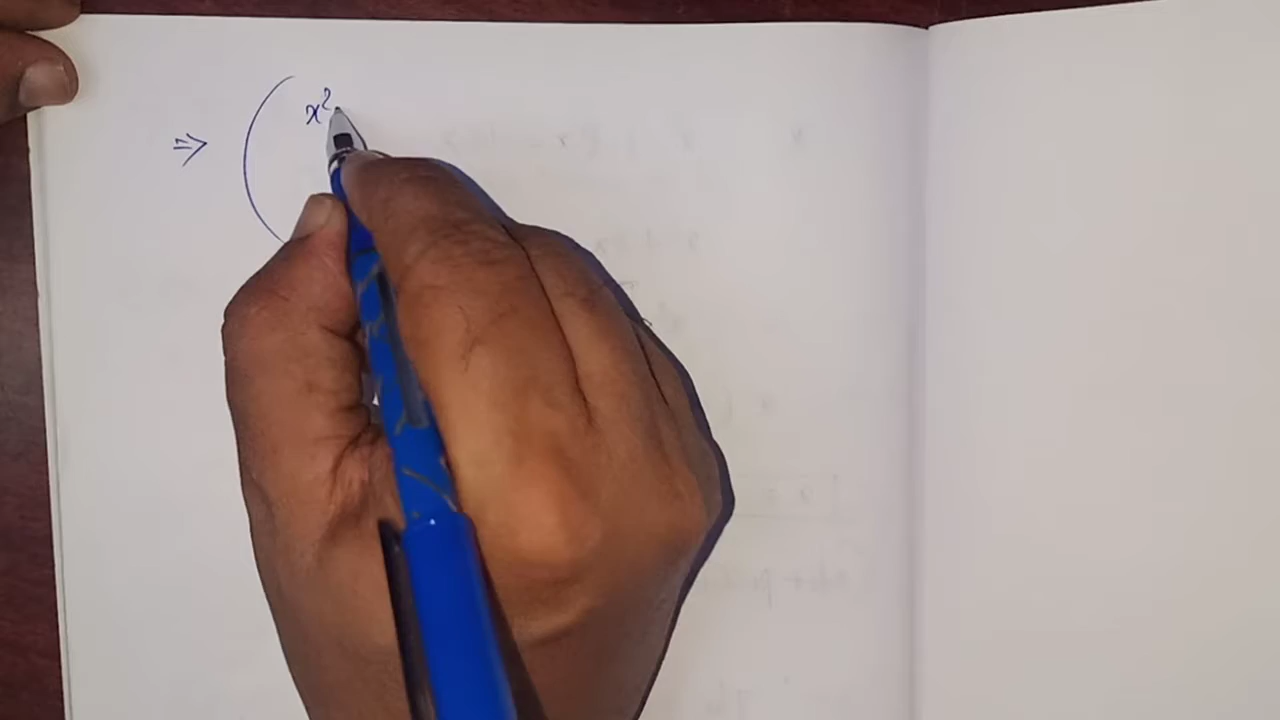 ⇒ ( x²